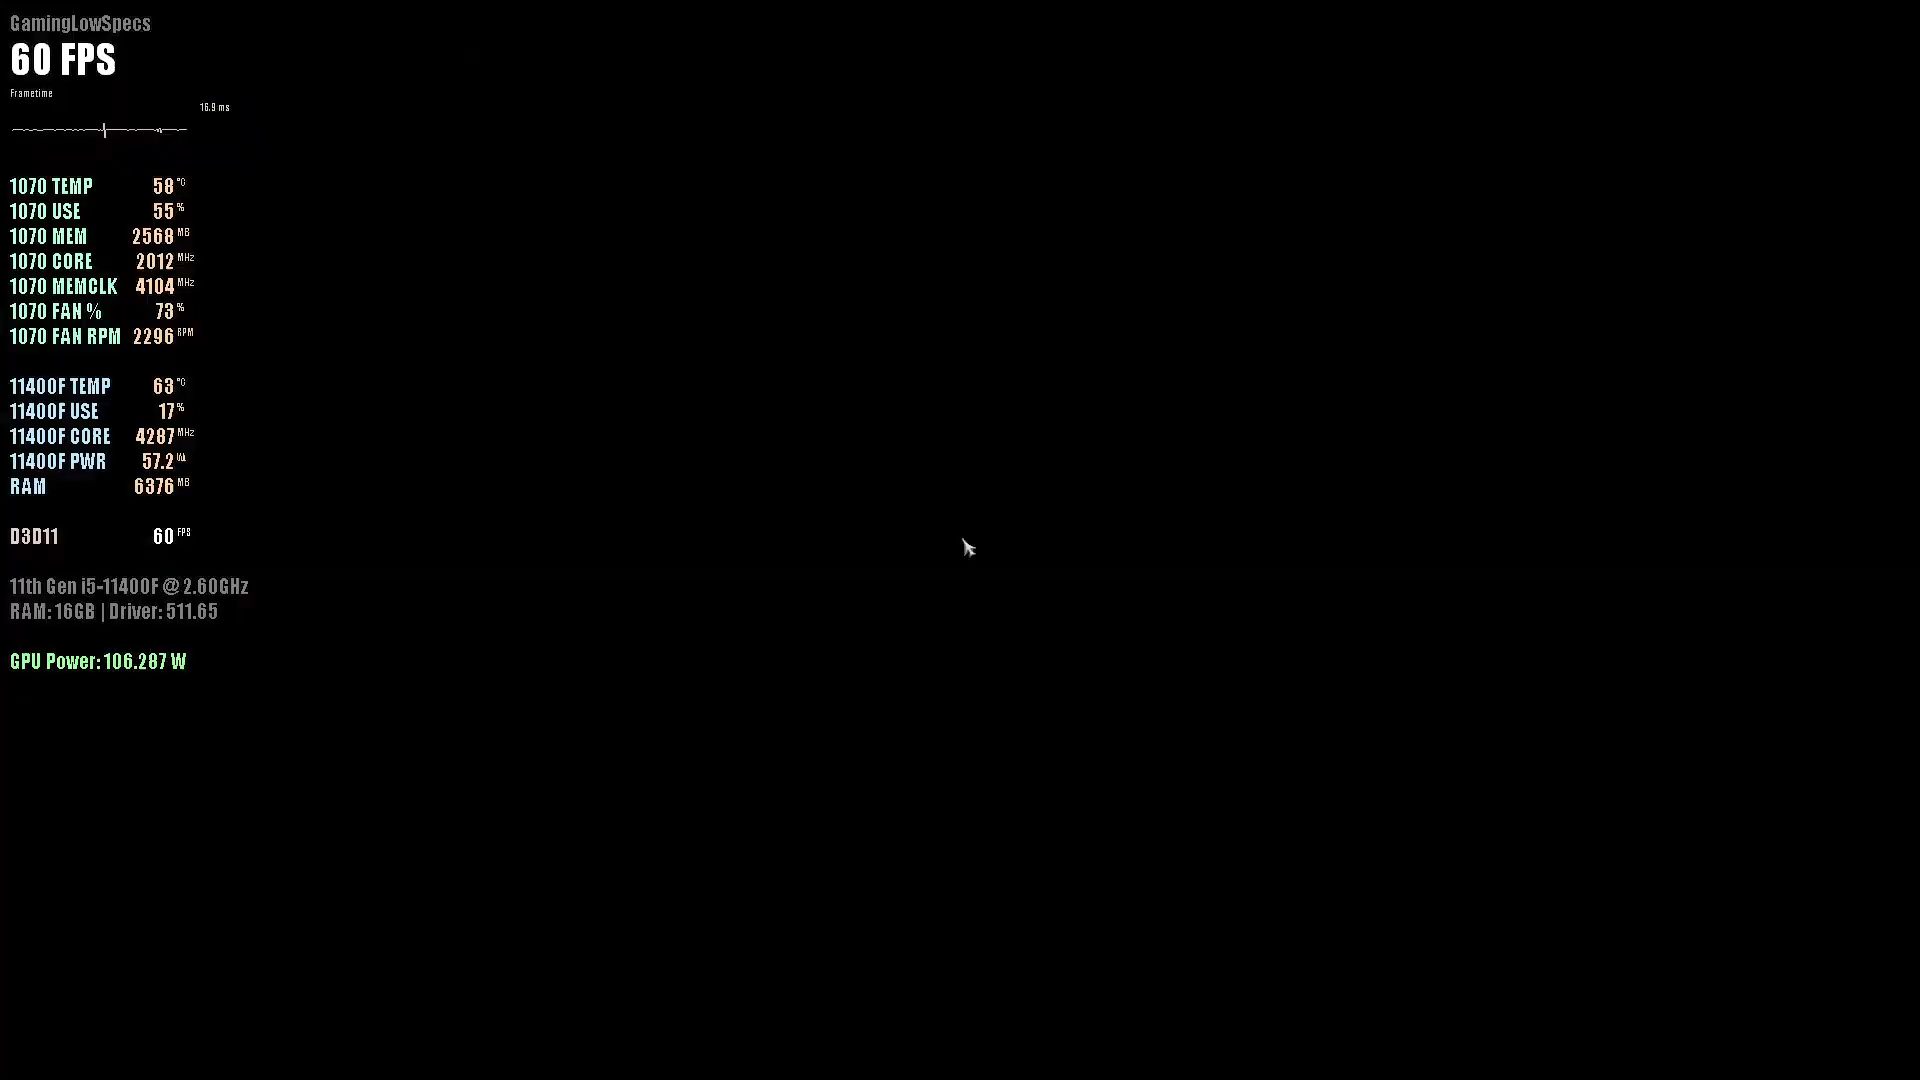 GamingLowSpecs
60 FPS
Frametime
16.9 ms
1070 TEMP 58 °C
1070 USE 55 %
1070 MEM 2568 MB
1070 CORE 2012 MHz
1070 MEMCLK 4104 MHz
1070 FAN % 73 %
1070 FAN RPM 2296 RPM
11400F TEMP 63 °C
11400F USE 17 %
11400F CORE 4287 MHz
11400F PWR 57.2 W
RAM 6376 MB
D3D11 60 FPS
11th Gen i5-11400F @ 2.60GHz
RAM: 16GB | Driver: 511.65
GPU Power: 106.287 W